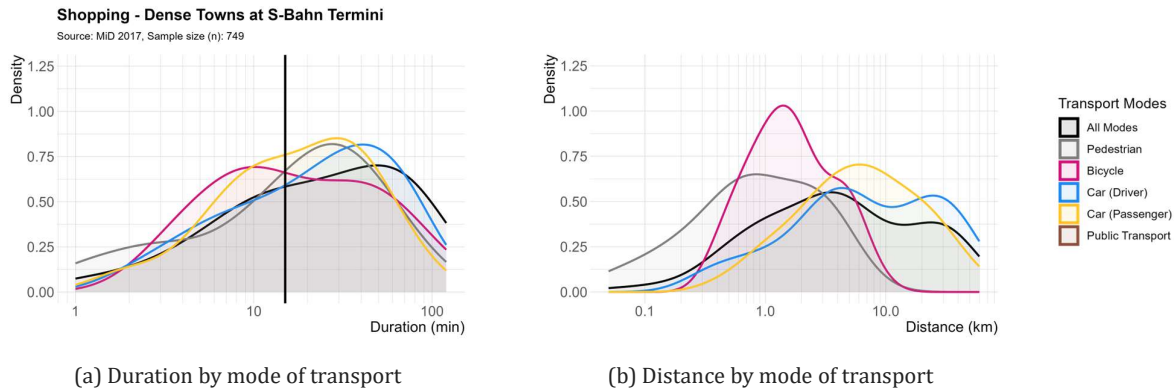 Shopping - Dense Towns at S-Bahn Termini
Source: MiD 2017, Sample size (n): 749
Density
1.25
1.00
0.75
0.50
0.25
0.00
1
10
100
Duration (min)
Density
1.25
1.00
0.75
0.50
0.25
0.00
0.1
1.0
10.0
Distance (km)
Transport Modes
All Modes
Pedestrian
Bicycle
Car (Driver)
Car (Passenger)
Public Transport
(a) Duration by mode of transport
(b) Distance by mode of transport